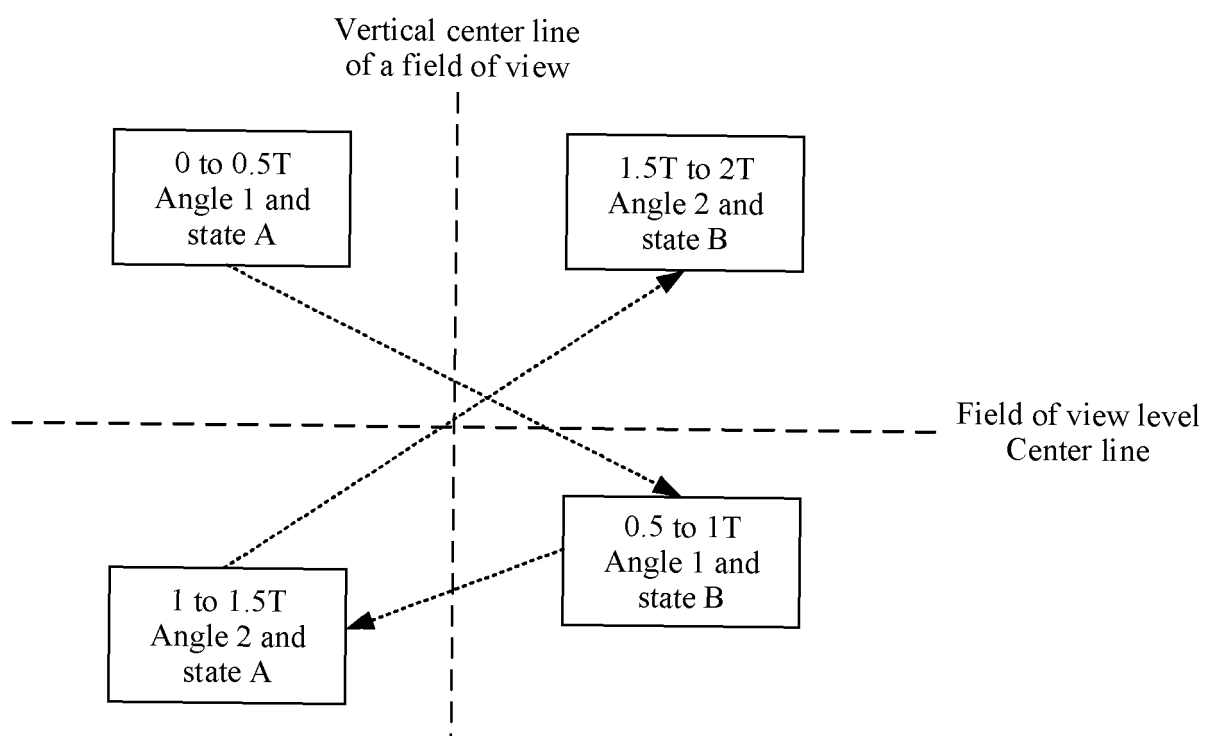 Vertical center line
of a field of view
0 to 0.5T
Angle 1 and
state A
1.5T to 2T
Angle 2 and
state B
Field of view level
Center line
0.5 to 1T
Angle 1 and
state B
1 to 1.5T
Angle 2 and
state A